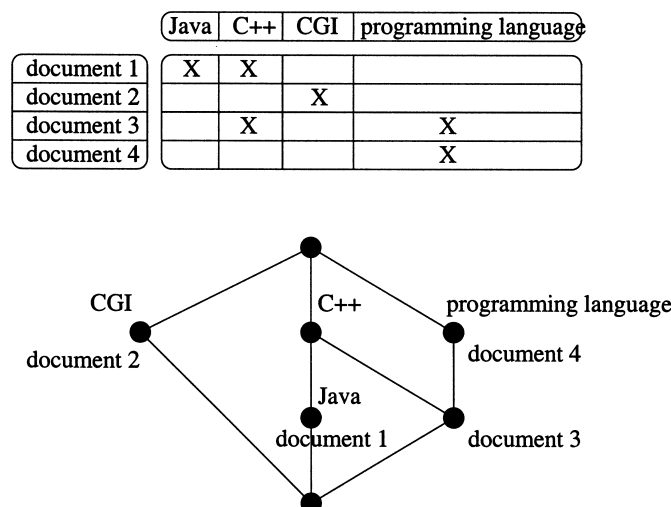 Java C++ CGI programming language
document 1 X X
document 2 X
document 3 X X
document 4 X
CGI C++ programming language
document 2 document 4
Java
document 1 document 3